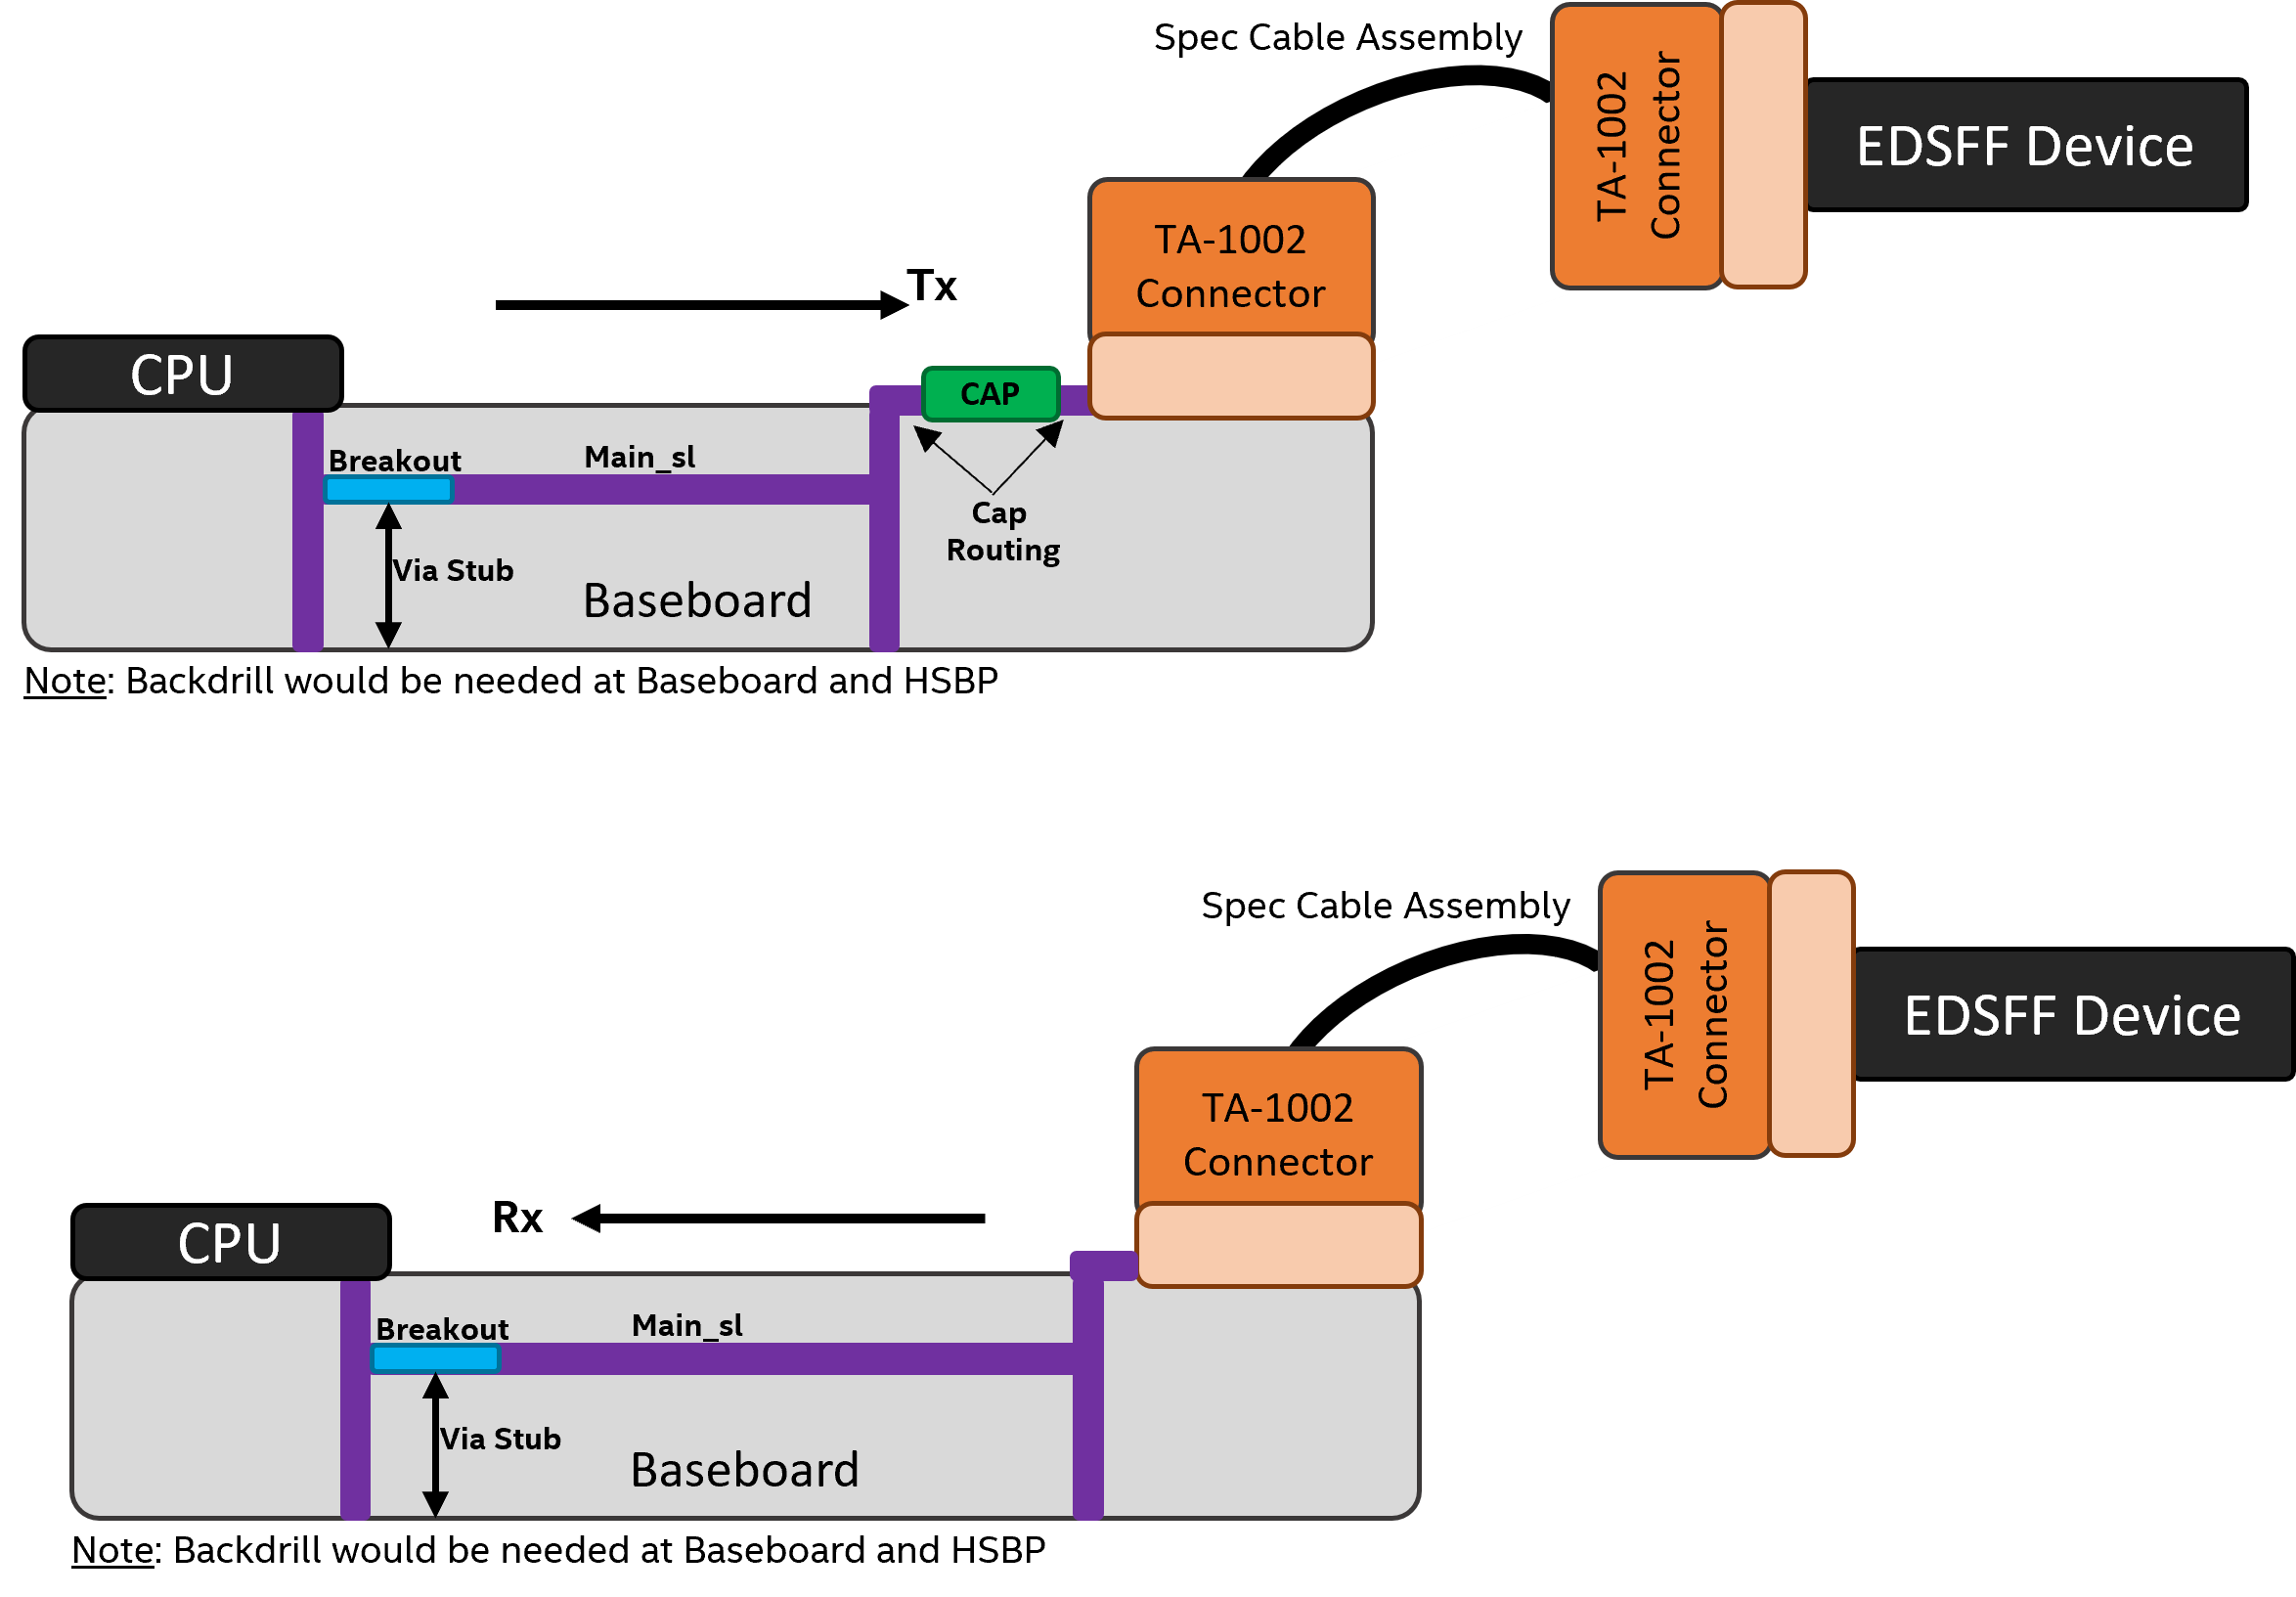 Spec Cable Assembly
TA-1002
Connector
EDSFF Device
TA-1002
Connector
Tx
CPU
CAP
Breakout
Main_sl
Cap
Routing
Via Stub
Baseboard
Note: Backdrill would be needed at Baseboard and HSBP
Spec Cable Assembly
TA-1002
Connector
EDSFF Device
TA-1002
Connector
Rx
CPU
Breakout
Main_sl
Via Stub
Baseboard
Note: Backdrill would be needed at Baseboard and HSBP